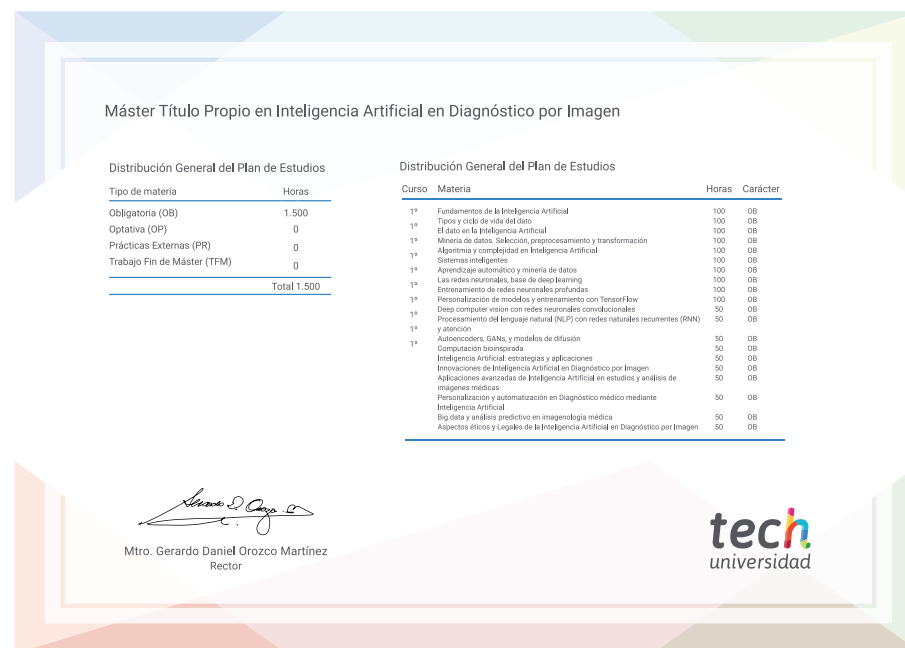 Máster Título Propio en Inteligencia Artificial en Diagnóstico por Imagen
Distribución General del Plan de Estudios
Tipo de materia Horas
Obligatoria (OB) 1.500
Optativa (OP) 0
Prácticas Externas (PR) 0
Trabajo Fin de Máster (TFM) 0
Total 1.500
Distribución General del Plan de Estudios
Curso Materia Horas Carácter
1º Fundamentos de la Inteligencia Artificial 100 OB
Tipos y ciclo de vida del dato 100 OB
1º El dato en la Inteligencia Artificial 100 OB
1º Minería de datos. Selección, preprocesamiento y transformación 100 OB
Algoritmia y complejidad en Inteligencia Artificial 100 OB
1º Sistemas inteligentes 100 OB
1º Aprendizaje automático y minería de datos 100 OB
Las redes neuronales, base de deep learning 100 OB
1º Entrenamiento de redes neuronales profundas 100 OB
1º Personalización de modelos y entrenamiento con TensorFlow 100 OB
Deep computer vision con redes neuronales convolucionales 50 OB
1º Procesamiento del lenguaje natural (NLP) con redes naturales recurrentes (RNN) 50 OB
1º y atención
Autoencoders, GANs, y modelos de difusión 50 OB
1º Computación bioinspirada 50 OB
Inteligencia Artificial: estrategias y aplicaciones 50 OB
Innovaciones de Inteligencia Artificial en Diagnóstico por Imagen 50 OB
Aplicaciones avanzadas de Inteligencia Artificial en estudios y análisis de 50 OB
imágenes médicas
Personalización y automatización en Diagnóstico médico mediante 50 OB
Inteligencia Artificial
Big data y análisis predictivo en imagenología médica 50 OB
Aspectos éticos y Legales de la Inteligencia Artificial en Diagnóstico por Imagen 50 OB
Mtro. Gerardo Daniel Orozco Martínez
Rector
tech
universidad